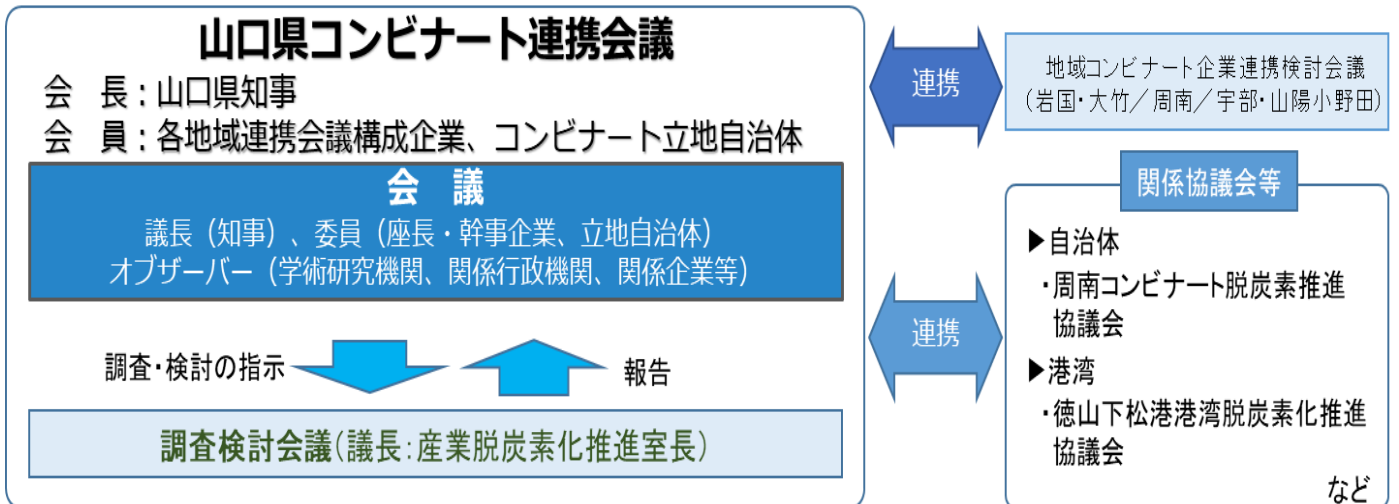 山口県コンビナート連携会議
会　長：山口県知事
会　員：各地域連携会議構成企業、コンビナート立地自治体
会　議
議長（知事）、委員（座長・幹事企業、立地自治体）
オブザーバー（学術研究機関、関係行政機関、関係企業等）
調査・検討の指示
報告
調査検討会議(議長:産業脱炭素化推進室長)
連携
地域コンビナート企業連携検討会議
（岩国・大竹／周南／宇部・山陽小野田）
連携
関係協議会等
▶自治体
・周南コンビナート脱炭素推進
協議会
▶港湾
・徳山下松港港湾脱炭素化推進
協議会
など